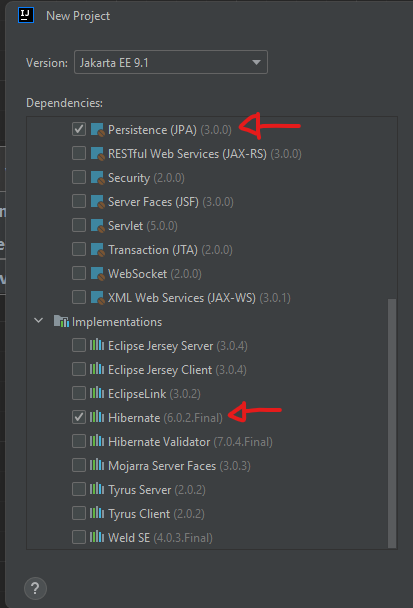 IJ New Project
Version: Jakarta EE 9.1
Dependencies:
Persistence (JPA) (3.0.0)
RESTful Web Services (JAX-RS) (3.0.0)
Security (2.0.0)
Server Faces (JSF) (3.0.0)
Servlet (5.0.0)
Transaction (JTA) (2.0.0)
WebSocket (2.0.0)
XML Web Services (JAX-WS) (3.0.1)
Implementations
Eclipse Jersey Server (3.0.4)
Eclipse Jersey Client (3.0.4)
EclipseLink (3.0.2)
Hibernate (6.0.2.Final)
Hibernate Validator (7.0.4.Final)
Mojarra Server Faces (3.0.3)
Tyrus Server (2.0.2)
Tyrus Client (2.0.2)
Weld SE (4.0.3.Final)
?